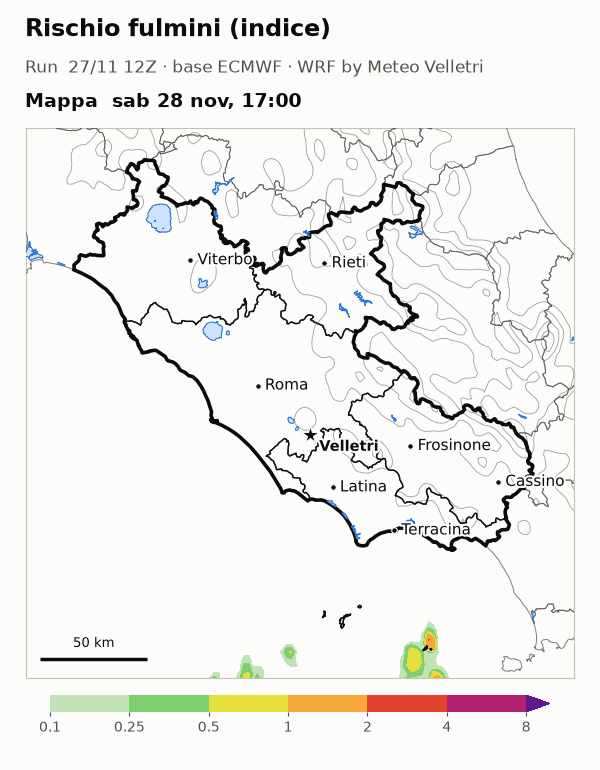 Rischio fulmini (indice)
Run  27/11 12Z · base ECMWF · WRF by Meteo Velletri
Mappa  sab 28 nov, 17:00
Viterbo
Rieti
Roma
Velletri
Frosinone
Latina
Cassino
Terracina
50 km
0.1 0.25 0.5 1 2 4 8